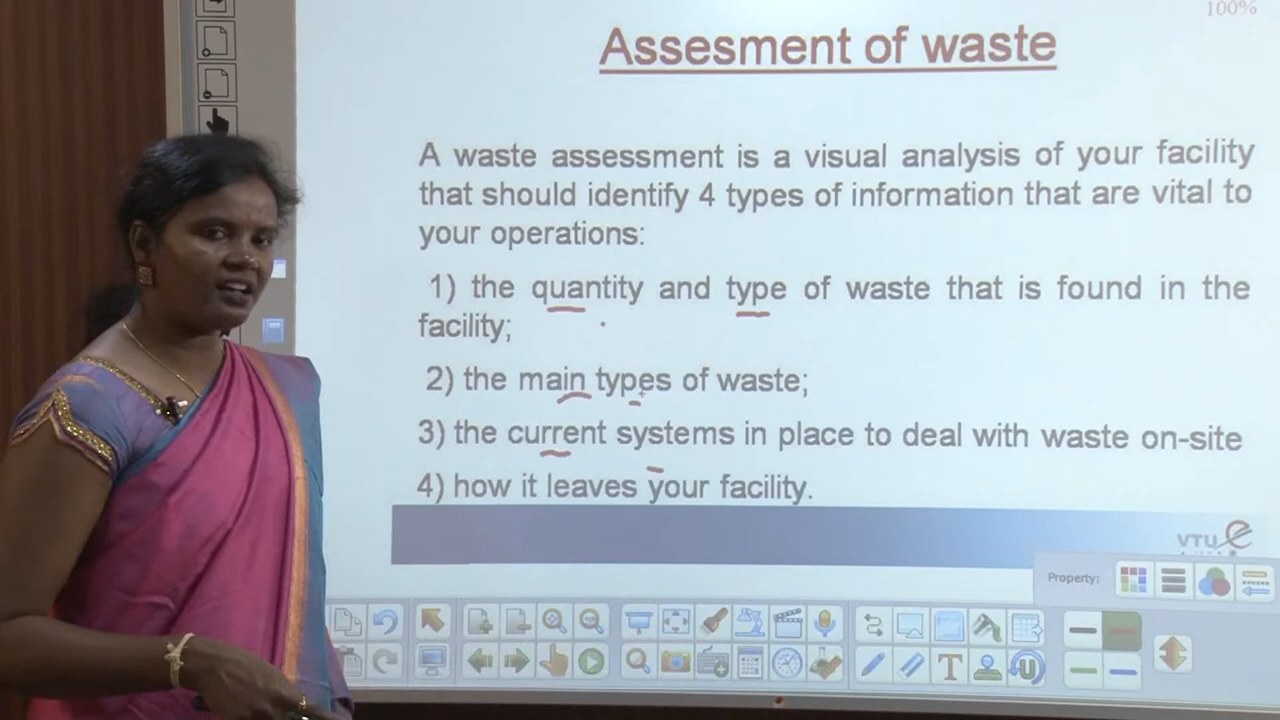 100%
Assesment of waste
A waste assessment is a visual analysis of your facility
that should identify 4 types of information that are vital to
your operations:
1) the quantity and type of waste that is found in the
facility;
2) the main types of waste;
3) the current systems in place to deal with waste on-site
4) how it leaves your facility.
VTU e
Property:
T
U